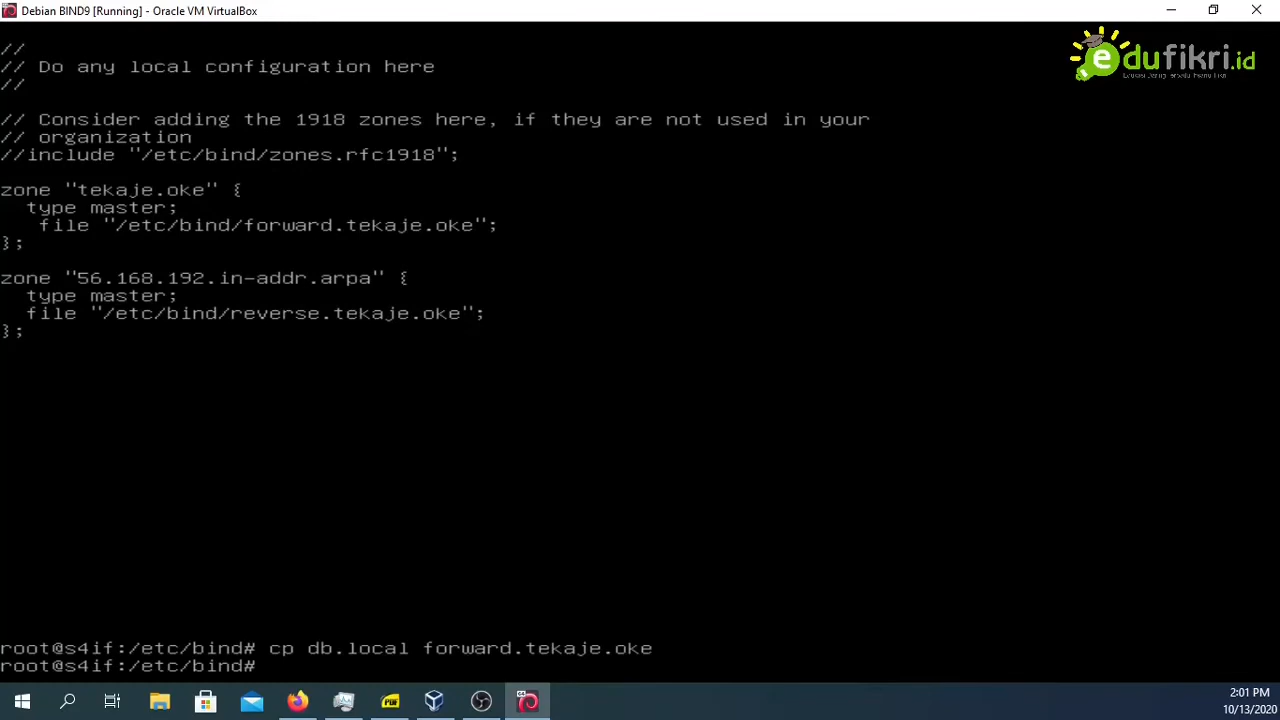 Debian BIND9 [Running] - Oracle VM VirtualBox
edufikri.id
//
// Do any local configuration here
//
// Consider adding the 1918 zones here, if they are not used in your
// organization
//include "/etc/bind/zones.rfc1918";
zone "tekaje.oke" {
type master;
file "/etc/bind/forward.tekaje.oke";
};
zone "56.168.192.in-addr.arpa" {
type master;
file "/etc/bind/reverse.tekaje.oke";
};
root@s4if:/etc/bind# cp db.local forward.tekaje.oke
root@s4if:/etc/bind#
PDF
2:01 PM
10/13/2020